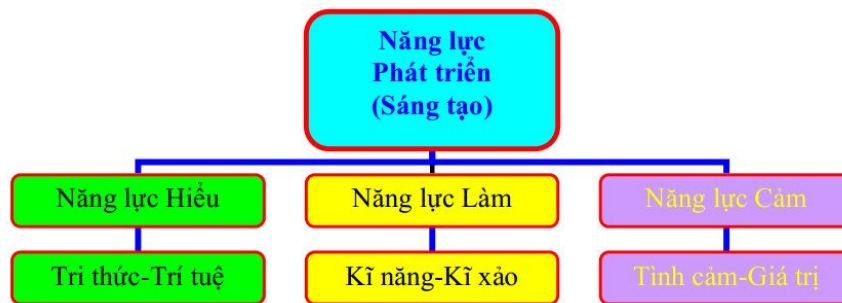 Năng lực
Phát triển
(Sáng tạo)
Năng lực Hiểu
Năng lực Làm
Năng lực Cảm
Tri thức-Trí tuệ
Kĩ năng-Kĩ xảo
Tình cảm-Giá trị